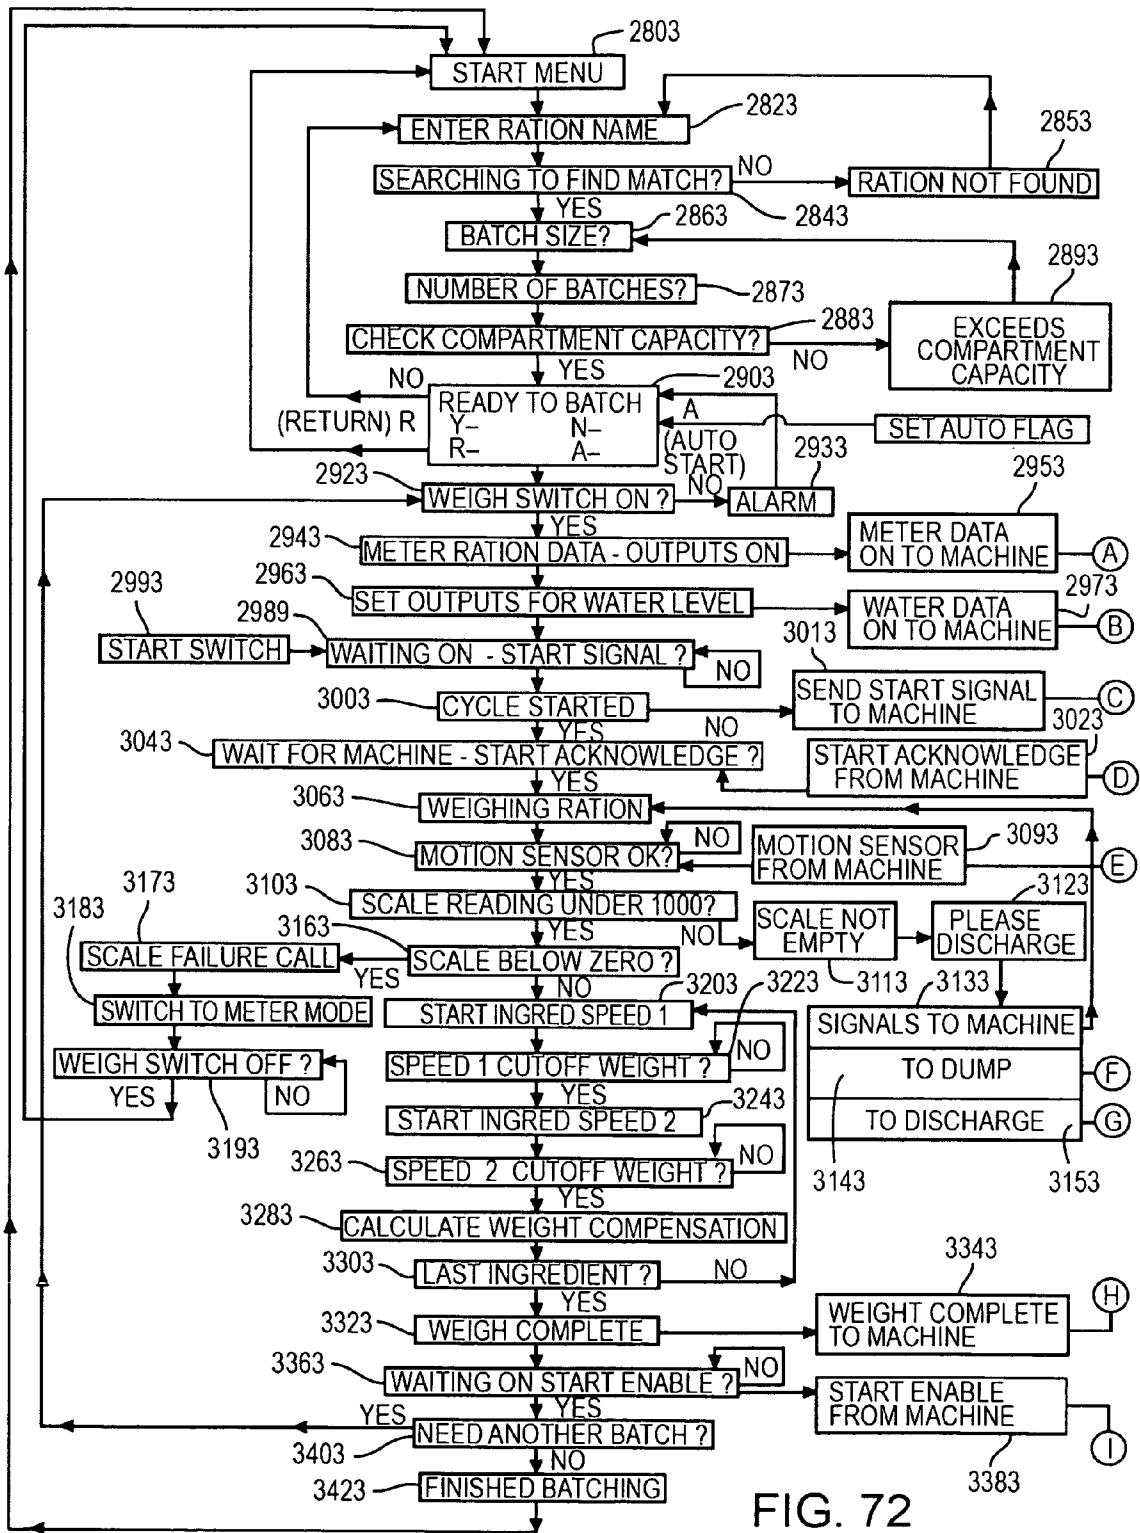 2803
START MENU
2823
ENTER RATION NAME
2853
SEARCHING TO FIND MATCH?
NO
RATION NOT FOUND
YES
2843
2863
BATCH SIZE?
2893
NUMBER OF BATCHES?
2873
2883
CHECK COMPARTMENT CAPACITY?
NO
EXCEEDS
COMPARTMENT
CAPACITY
YES
2903
NO
READY TO BATCH
Y– N–
R– A–
(RETURN) R
A
(AUTO
START)
SET AUTO FLAG
2933
2923
WEIGH SWITCH ON ?
NO
ALARM
2953
YES
2943
METER RATION DATA - OUTPUTS ON
METER DATA
ON TO MACHINE
A
2963
SET OUTPUTS FOR WATER LEVEL
2973
WATER DATA
ON TO MACHINE
B
2993
2989
START SWITCH
WAITING ON - START SIGNAL ?
NO
3013
3003
CYCLE STARTED
SEND START SIGNAL
TO MACHINE
C
YES
NO
3023
3043
WAIT FOR MACHINE - START ACKNOWLEDGE ?
START ACKNOWLEDGE
FROM MACHINE
D
YES
3063
WEIGHING RATION
NO
3093
3083
MOTION SENSOR OK?
MOTION SENSOR
FROM MACHINE
E
YES
3103
SCALE READING UNDER 1000?
3123
3173
3183
3163
YES
NO
SCALE NOT
EMPTY
PLEASE
DISCHARGE
SCALE FAILURE CALL
YES
SCALE BELOW ZERO ?
3113
3133
NO
3203
3223
SWITCH TO METER MODE
START INGRED SPEED 1
SIGNALS TO MACHINE
WEIGH SWITCH OFF ?
SPEED 1 CUTOFF WEIGHT ?
NO
TO DUMP
F
YES
NO
YES
3243
START INGRED SPEED 2
TO DISCHARGE
G
3193
3263
SPEED 2 CUTOFF WEIGHT ?
NO
3143
3153
YES
3283
CALCULATE WEIGHT COMPENSATION
3303
LAST INGREDIENT ?
NO
3343
YES
3323
WEIGH COMPLETE
WEIGHT COMPLETE
TO MACHINE
H
3363
WAITING ON START ENABLE ?
NO
START ENABLE
FROM MACHINE
YES
YES
3403
NEED ANOTHER BATCH ?
I
NO
3383
3423
FINISHED BATCHING
FIG. 72